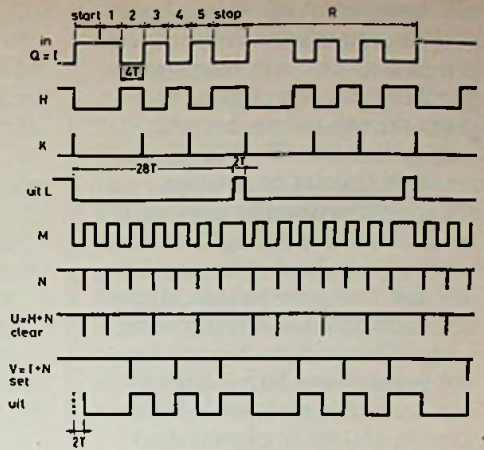 start 1 2 3 4 5 stop R
in
Q = I
4T
H
K
28T 2T
uit L
M
N
U=H+N
clear
V=I+N
set
uit
2T